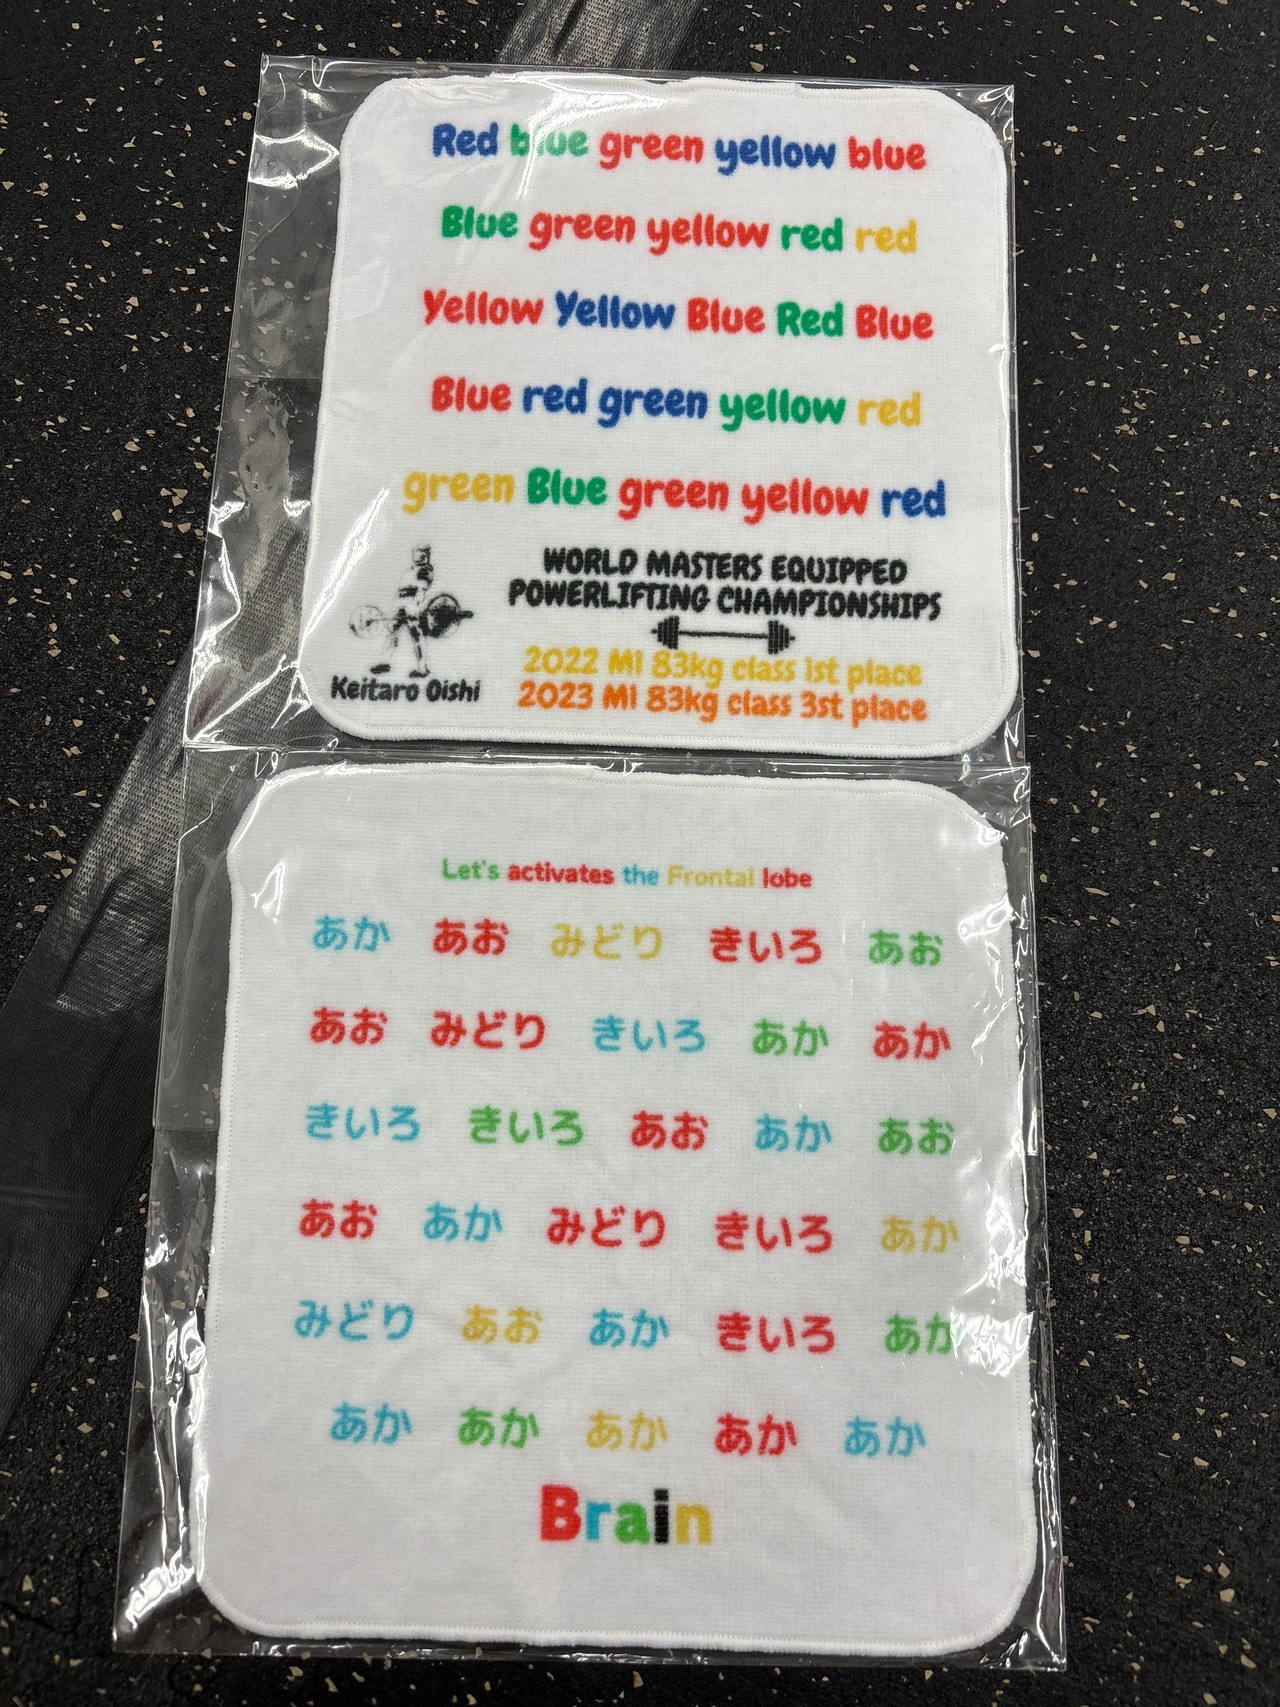 Red blue green yellow blue
Blue green yellow red red
Yellow Yellow Blue Red Blue
Blue red green yellow red
green Blue green yellow red
WORLD MASTERS EQUIPPED
POWERLIFTING CHAMPIONSHIPS
2022 M1 83kg class 1st place
2023 M1 83kg class 3st place
Keitaro Oishi
Let's activates the Frontal lobe
あか あお みどり きいろ あお
あお みどり きいろ あか あか
きいろ きいろ あお あか あお
あお あか みどり きいろ あか
みどり あお あか きいろ あか
あか あか あか あか あか
Brain